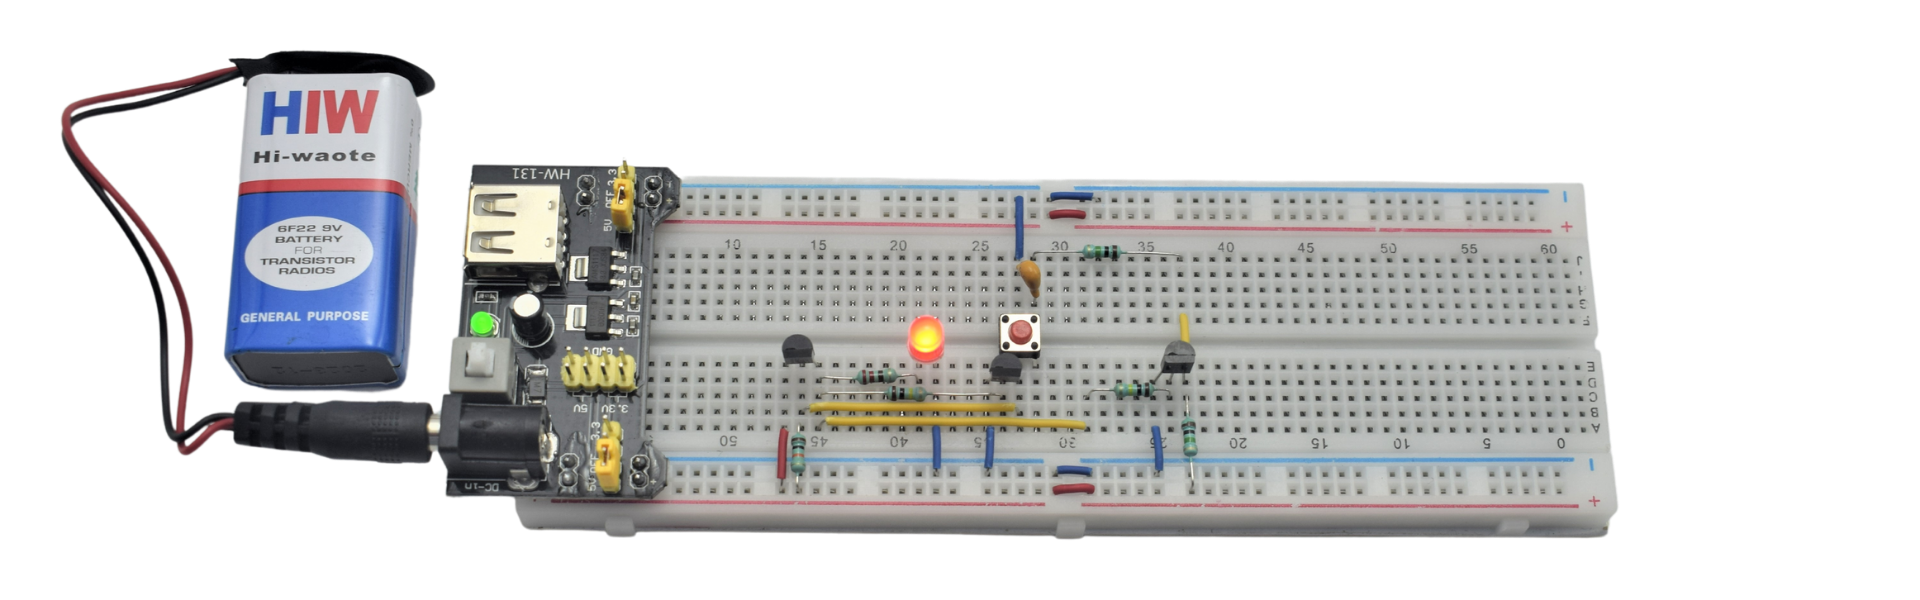 HIW
Hi-waote
6F22 9V
BATTERY
FOR
TRANSISTOR
RADIOS
GENERAL PURPOSE
HW-131
3.3
OFF
5V
GND
5V
3.3V
3.3
OFF
5V
DC-in
10 15 20 25 30 35 40 45 50 55 60
J
E
D
C
B
A
50 45 40 30 25 20 15 10 5 0
-
+
-
+